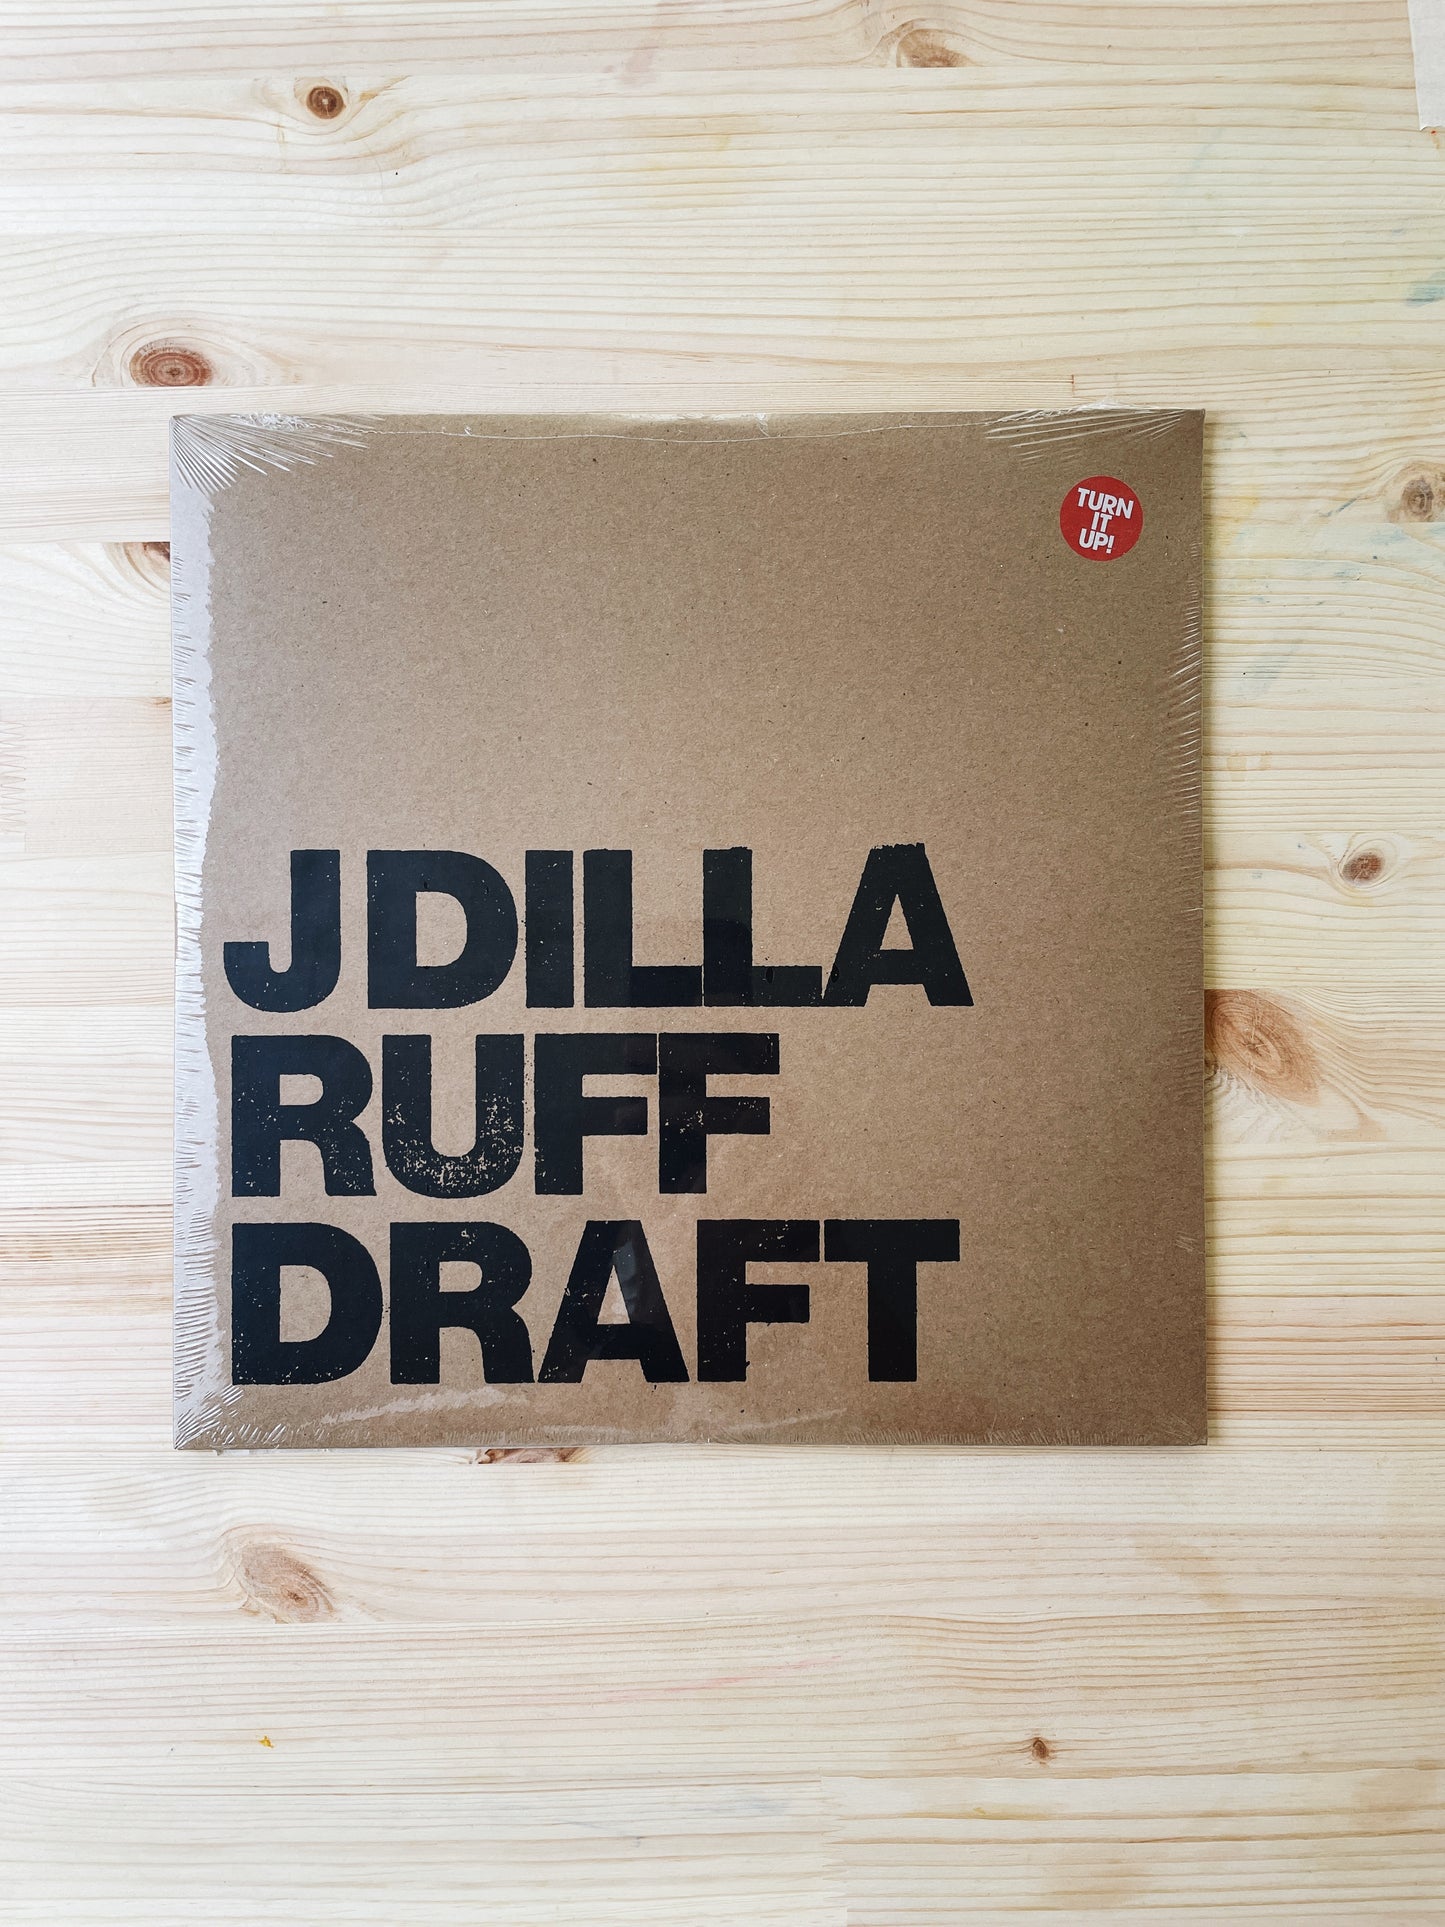 TURN
IT
UP!
J DILLA
RUFF
DRAFT